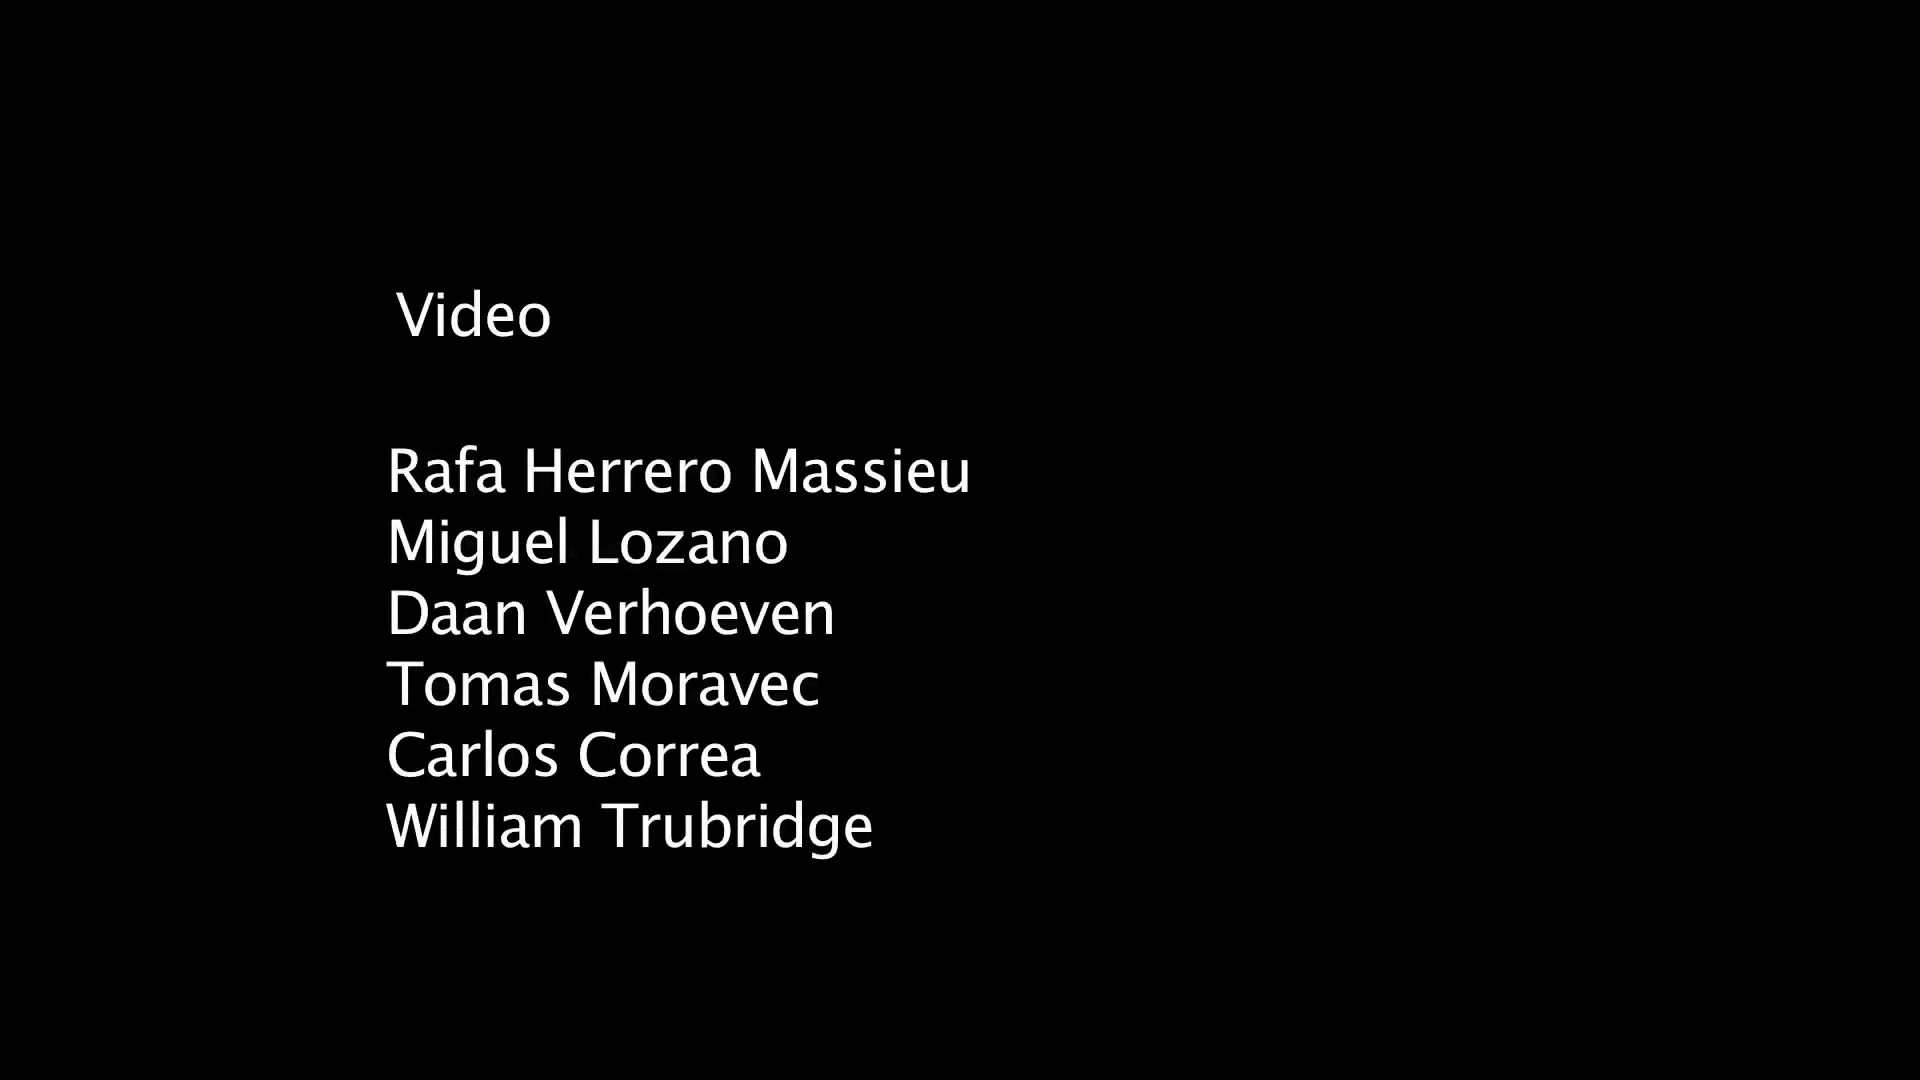 Video
Rafa Herrero Massieu
Miguel Lozano
Daan Verhoeven
Tomas Moravec
Carlos Correa
William Trubridge